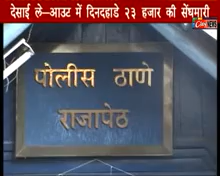 देसाई ले–आउट में दिनदहाडे २३ हजार की सेंधमारी
पोलीस ठाणे
राजापेठ